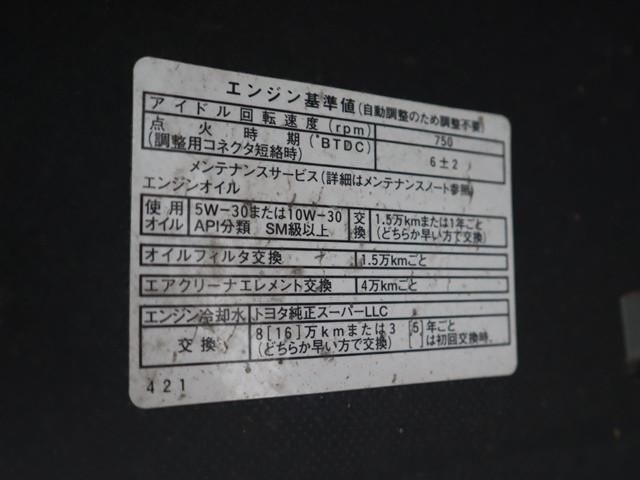 エンジン基準値(自動調整のため調整不要)
アイドル回転速度(rpm) 750
点火時期(°BTDC) 6±2
(調整用コネクタ短絡時)
メンテナンスサービス(詳細はメンテナンスノート参照)
エンジンオイル
使用 5W-30または10W-30 交 1.5万kmまたは1年ごと
オイル API分類 SM級以上 換 (どちらか早い方で交換)
オイルフィルタ交換 1.5万kmごと
エアクリーナエレメント交換 4万kmごと
エンジン冷却水 トヨタ純正スーパーLLC
交換 8[16]万kmまたは3[5]年ごと
(どちらか早い方で交換) [ ]は初回交換時
421